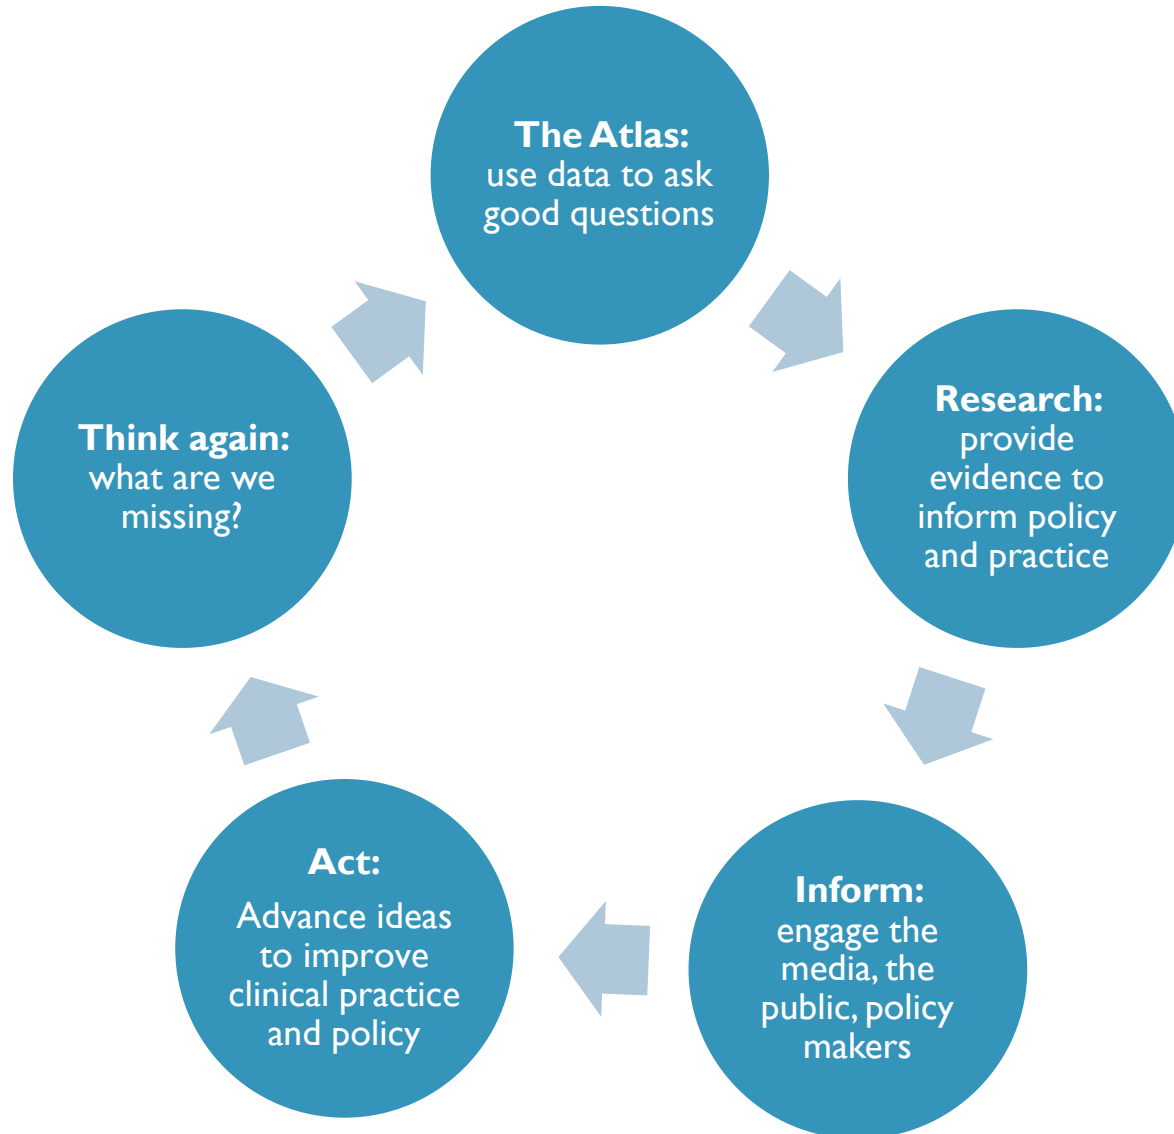 The Atlas:
use data to ask
good questions
Research:
provide
evidence to
inform policy
and practice
Inform:
engage the
media, the
public, policy
makers
Act:
Advance ideas
to improve
clinical practice
and policy
Think again:
what are we
missing?